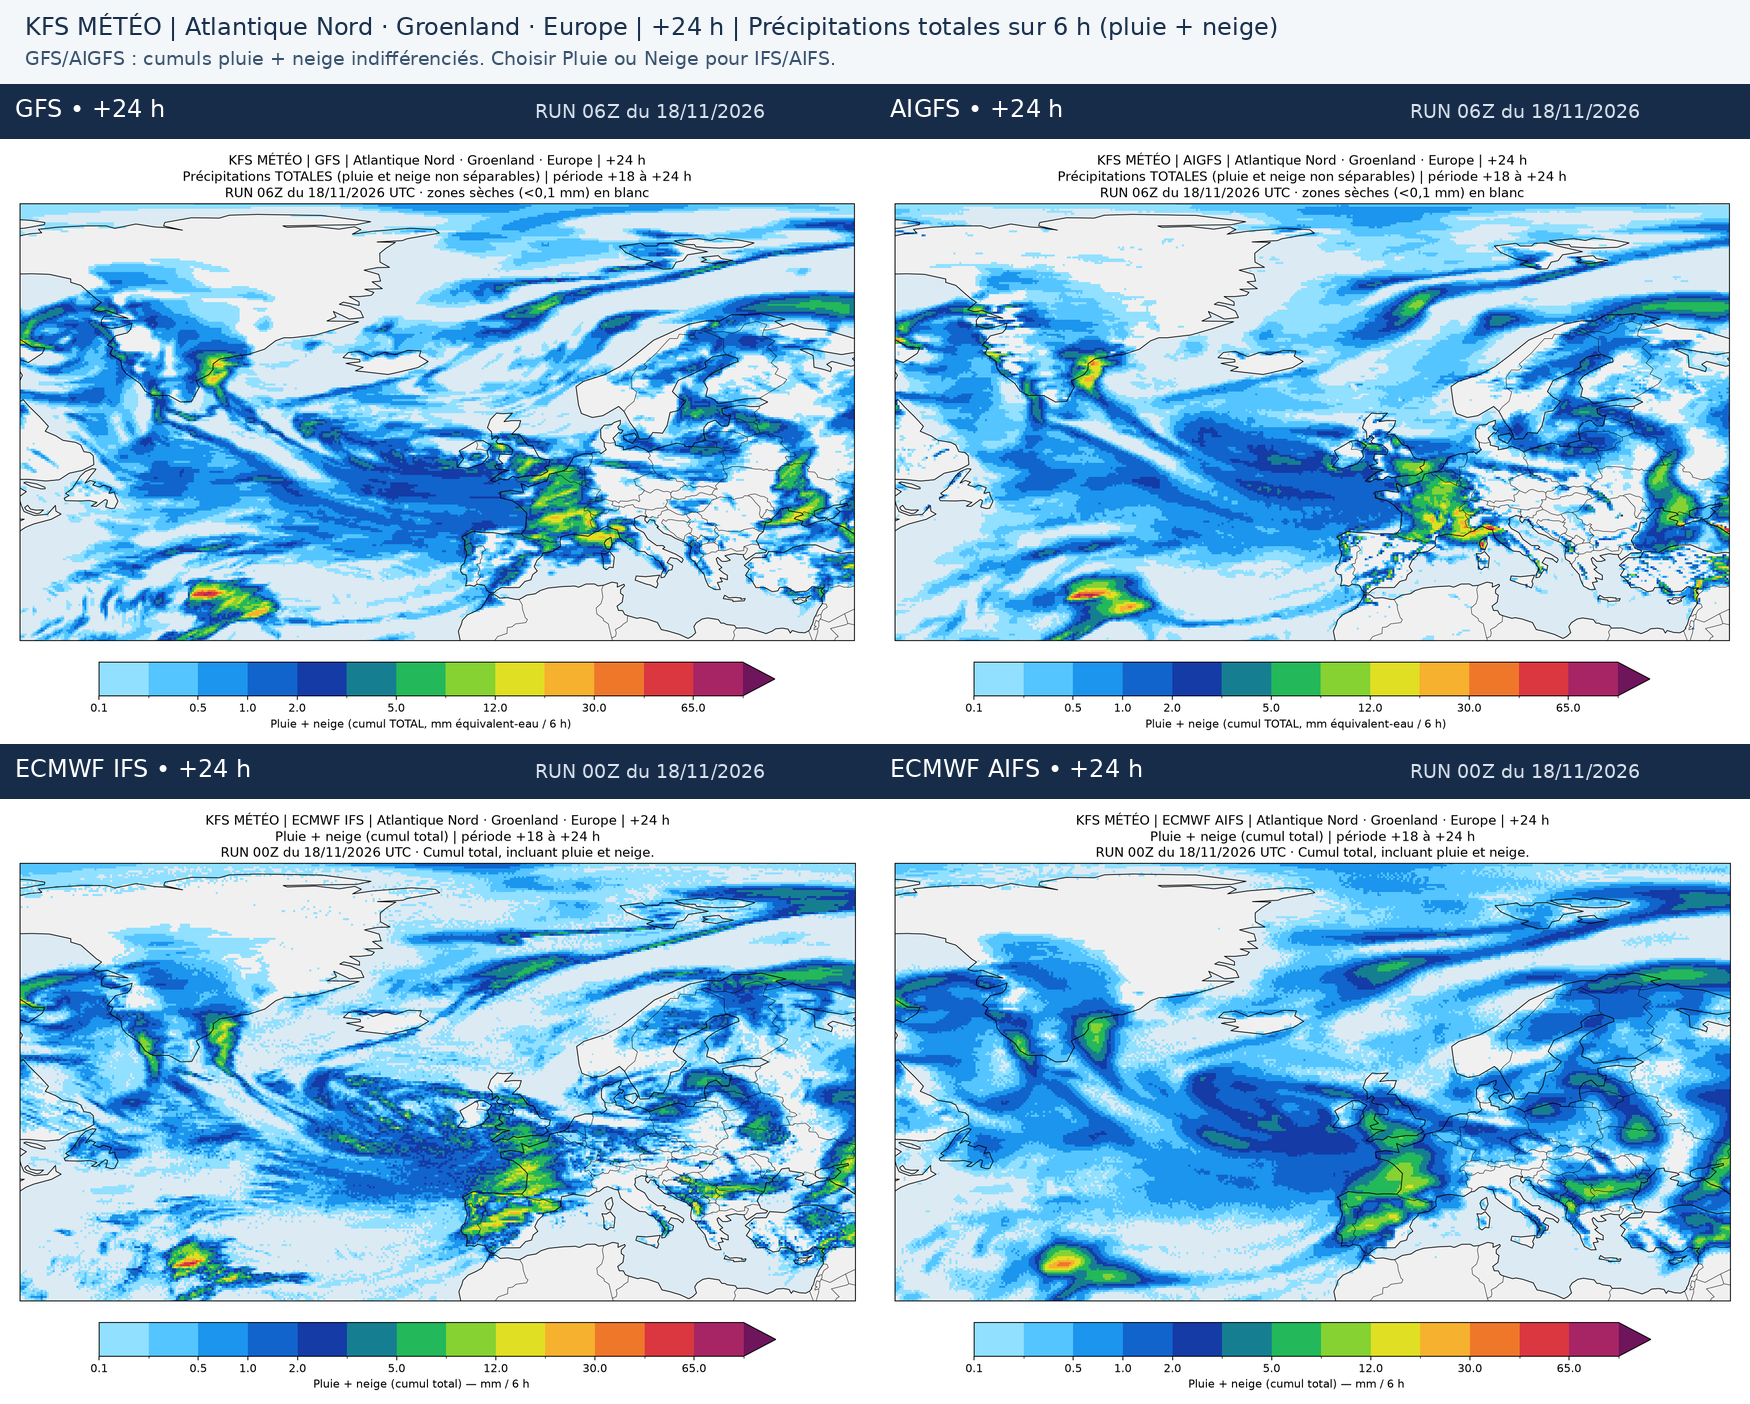 KFS MÉTÉO | Atlantique Nord · Groenland · Europe | +24 h | Précipitations totales sur 6 h (pluie + neige)
GFS/AIGFS : cumuls pluie + neige indifférenciés. Choisir Pluie ou Neige pour IFS/AIFS.
GFS • +24 h
RUN 06Z du 18/11/2026
AIGFS • +24 h
RUN 06Z du 18/11/2026
KFS MÉTÉO | GFS | Atlantique Nord · Groenland · Europe | +24 h
Précipitations TOTALES (pluie et neige non séparables) | période +18 à +24 h
RUN 06Z du 18/11/2026 UTC · zones sèches (<0,1 mm) en blanc
KFS MÉTÉO | AIGFS | Atlantique Nord · Groenland · Europe | +24 h
Précipitations TOTALES (pluie et neige non séparables) | période +18 à +24 h
RUN 06Z du 18/11/2026 UTC · zones sèches (<0,1 mm) en blanc
0.1 0.5 1.0 2.0 5.0 12.0 30.0 65.0
Pluie + neige (cumul TOTAL, mm équivalent-eau / 6 h)
0.1 0.5 1.0 2.0 5.0 12.0 30.0 65.0
Pluie + neige (cumul TOTAL, mm équivalent-eau / 6 h)
ECMWF IFS • +24 h
RUN 00Z du 18/11/2026
ECMWF AIFS • +24 h
RUN 00Z du 18/11/2026
KFS MÉTÉO | ECMWF IFS | Atlantique Nord · Groenland · Europe | +24 h
Pluie + neige (cumul total) | période +18 à +24 h
RUN 00Z du 18/11/2026 UTC · Cumul total, incluant pluie et neige.
KFS MÉTÉO | ECMWF AIFS | Atlantique Nord · Groenland · Europe | +24 h
Pluie + neige (cumul total) | période +18 à +24 h
RUN 00Z du 18/11/2026 UTC · Cumul total, incluant pluie et neige.
0.1 0.5 1.0 2.0 5.0 12.0 30.0 65.0
Pluie + neige (cumul total) — mm / 6 h
0.1 0.5 1.0 2.0 5.0 12.0 30.0 65.0
Pluie + neige (cumul total) — mm / 6 h